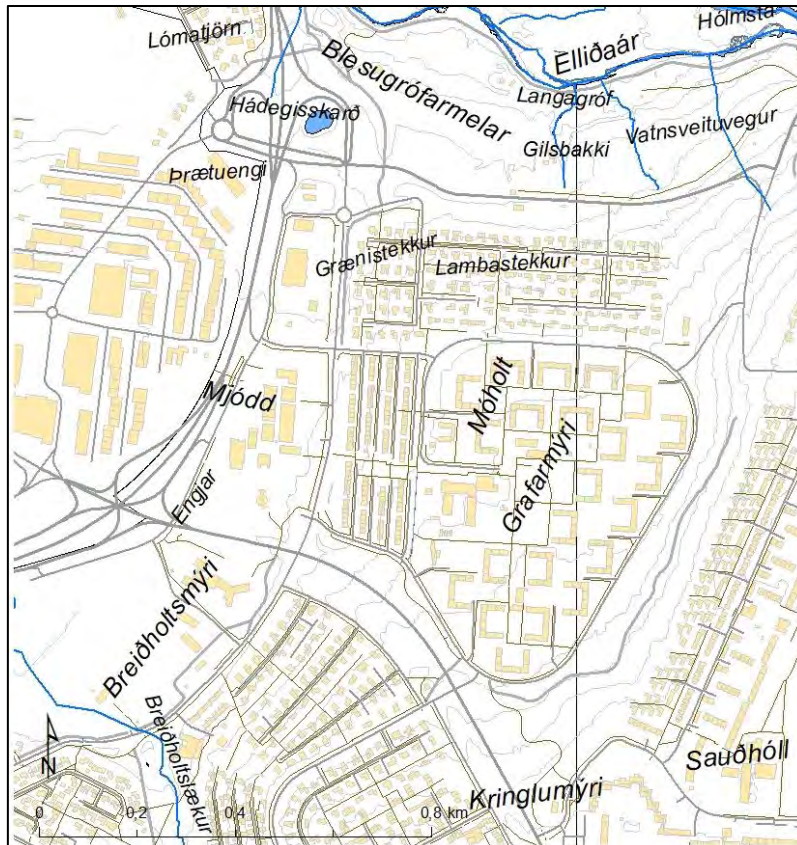 Lómatjörn
Blesugrófarmelar
Elliðaár
Hólmsta
Hádegisskarð
Langagróf
Gilsbakki
Vatnsveituvegur
Þrætuengi
Grænistekkur
Lambastekkur
Mjódd
Móholt
Grafarmýri
Engjar
Breiðholtsmýri
Breiðholtslækur
Sauðhóll
Kringlumýri
N
0 0,2 0,4 0,8 km